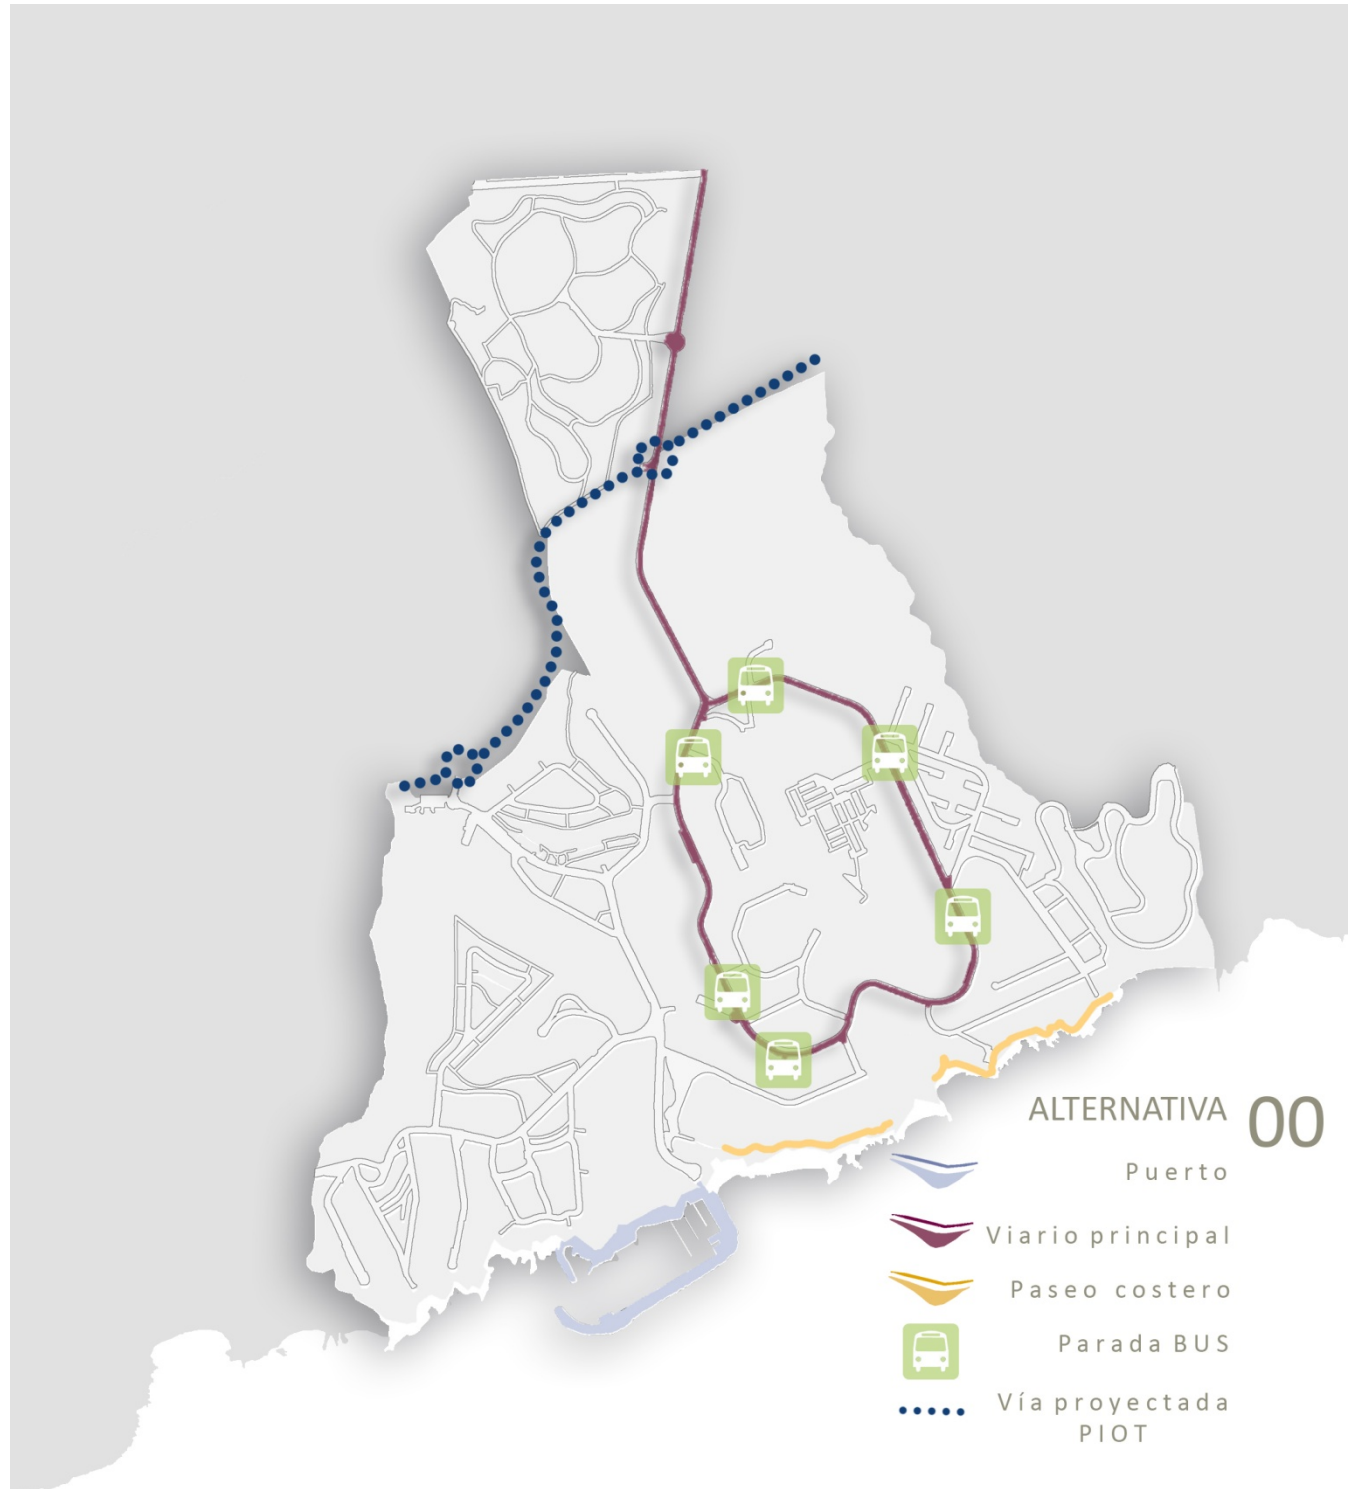 ALTERNATIVA 00
Puerto
Viario principal
Paseo costero
Parada BUS
Vía proyectada
PIOT